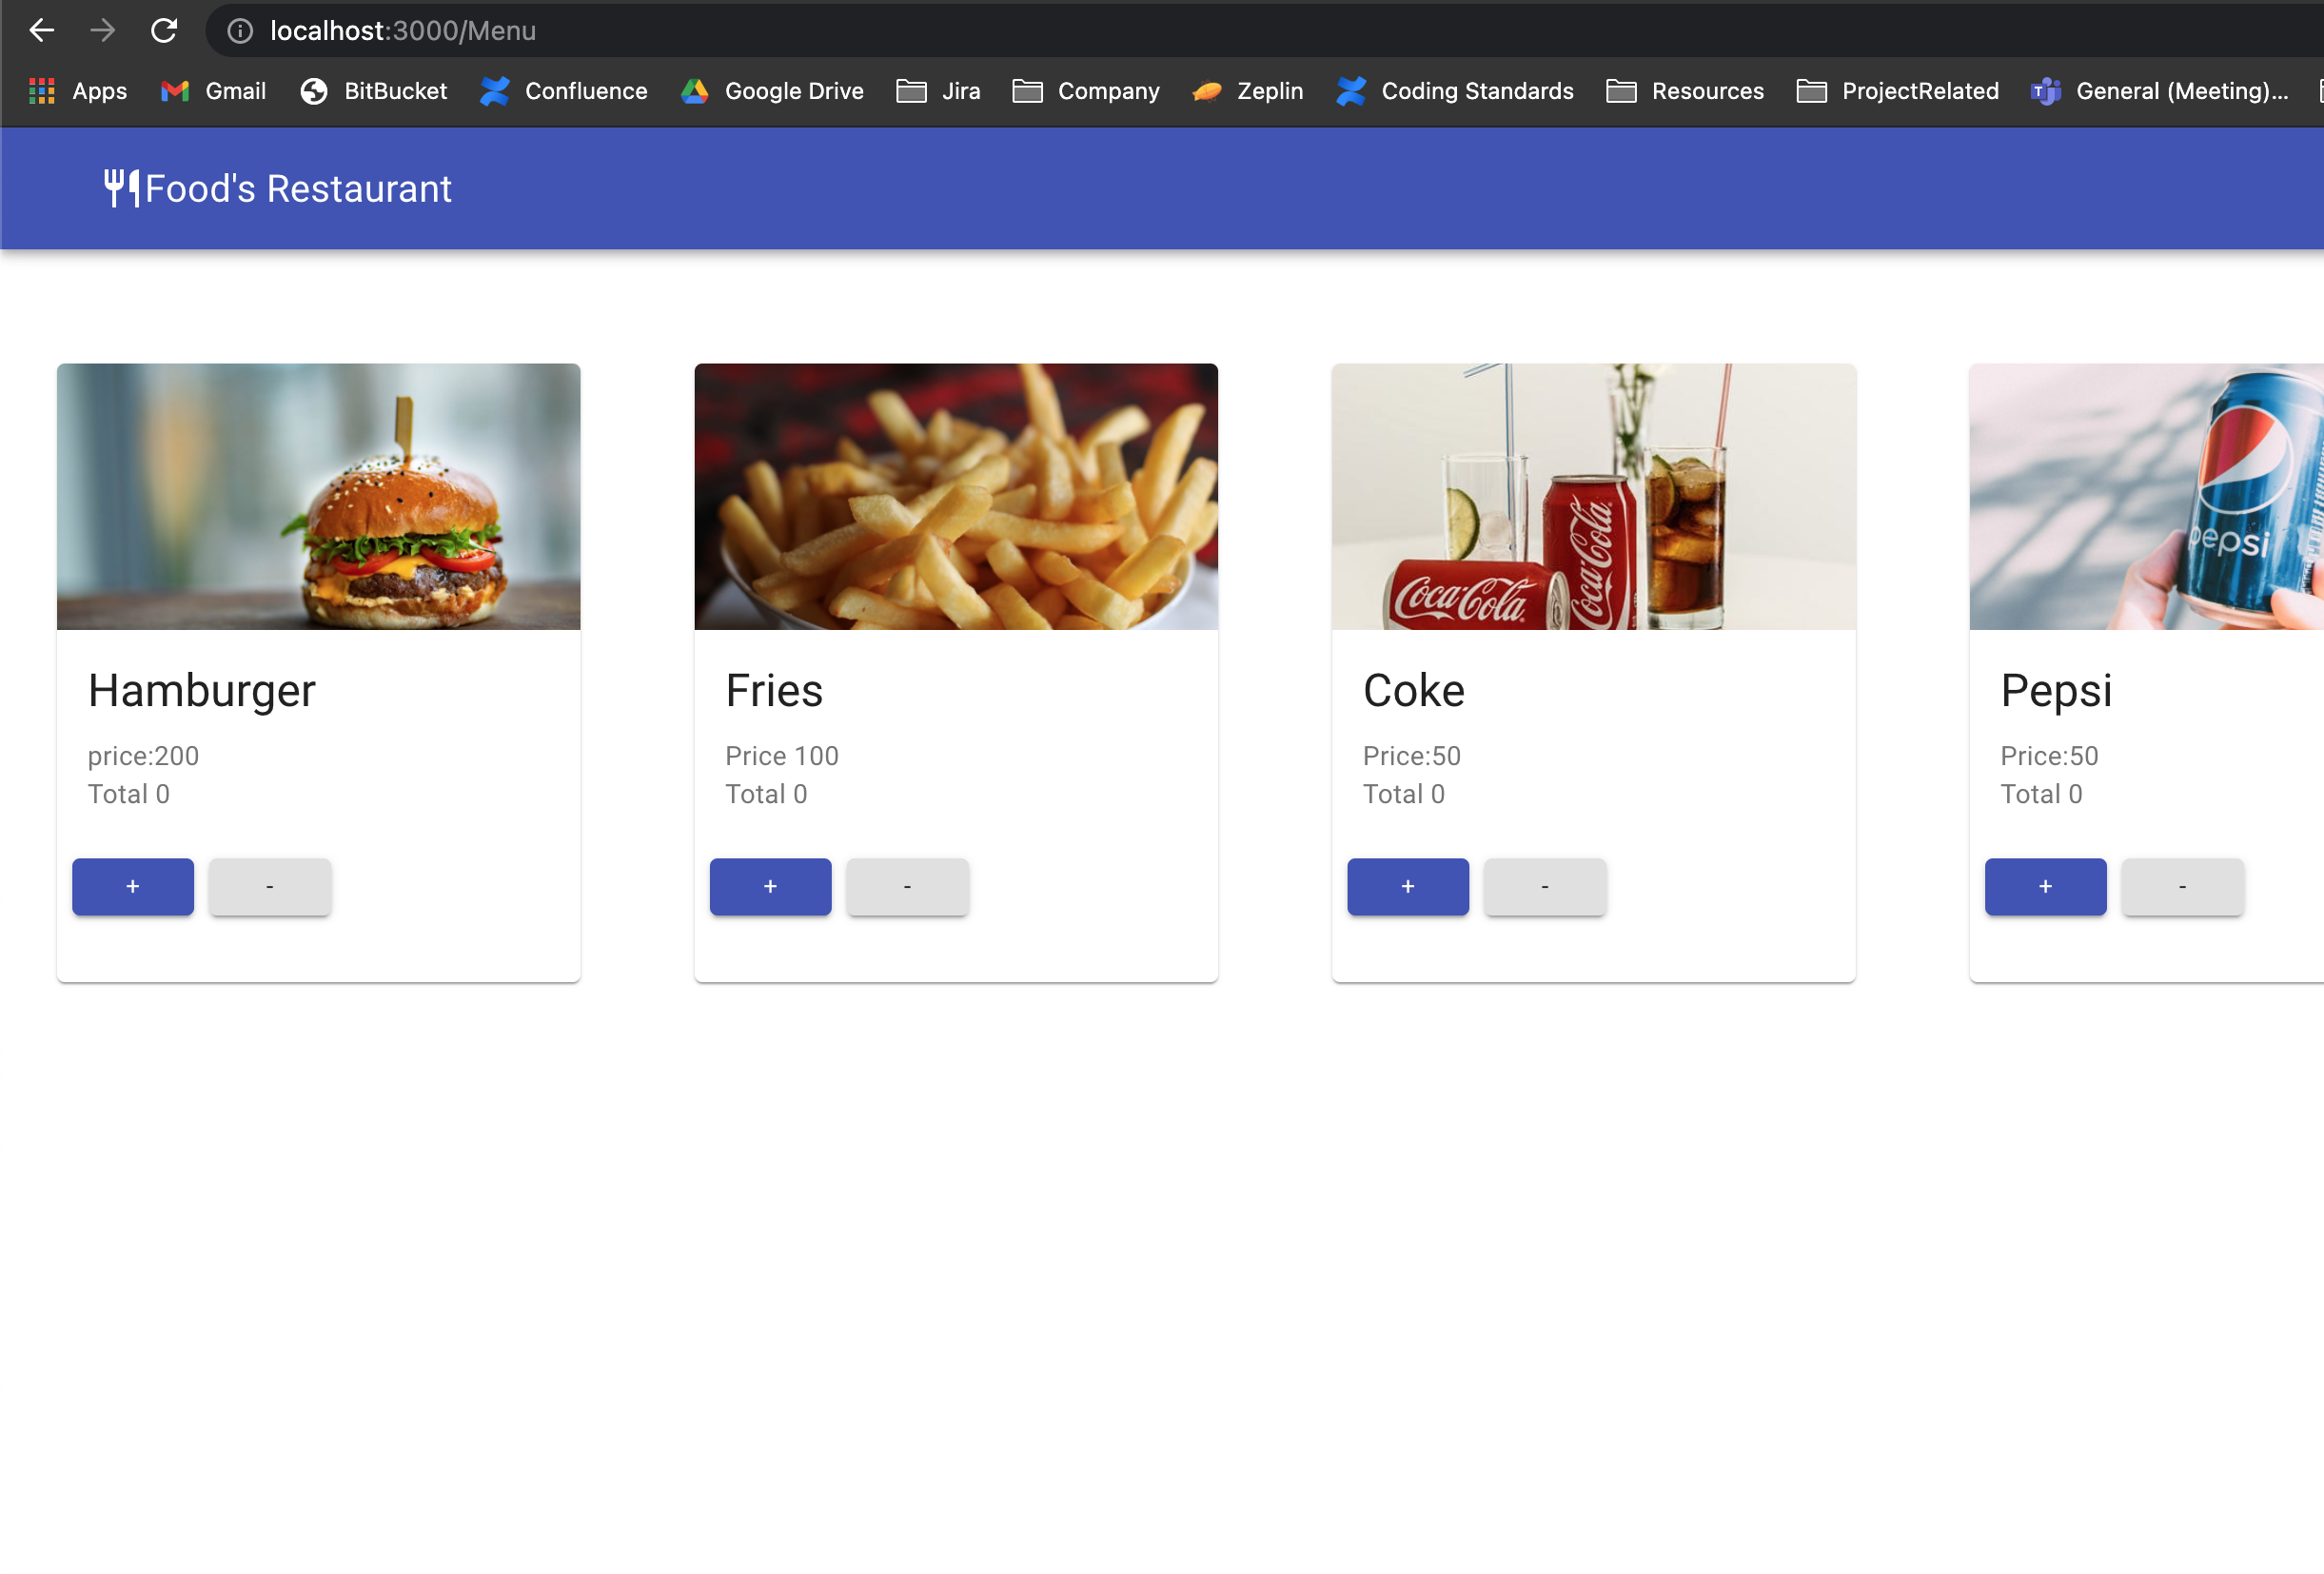 localhost:3000/Menu
Apps Gmail BitBucket Confluence Google Drive Jira Company Zeplin Coding Standards Resources ProjectRelated General (Meeting)...
Food's Restaurant
Coca-Cola
Coca-Cola
pepsi
Hamburger
price:200
Total 0
+ -
Fries
Price 100
Total 0
+ -
Coke
Price:50
Total 0
+ -
Pepsi
Price:50
Total 0
+ -